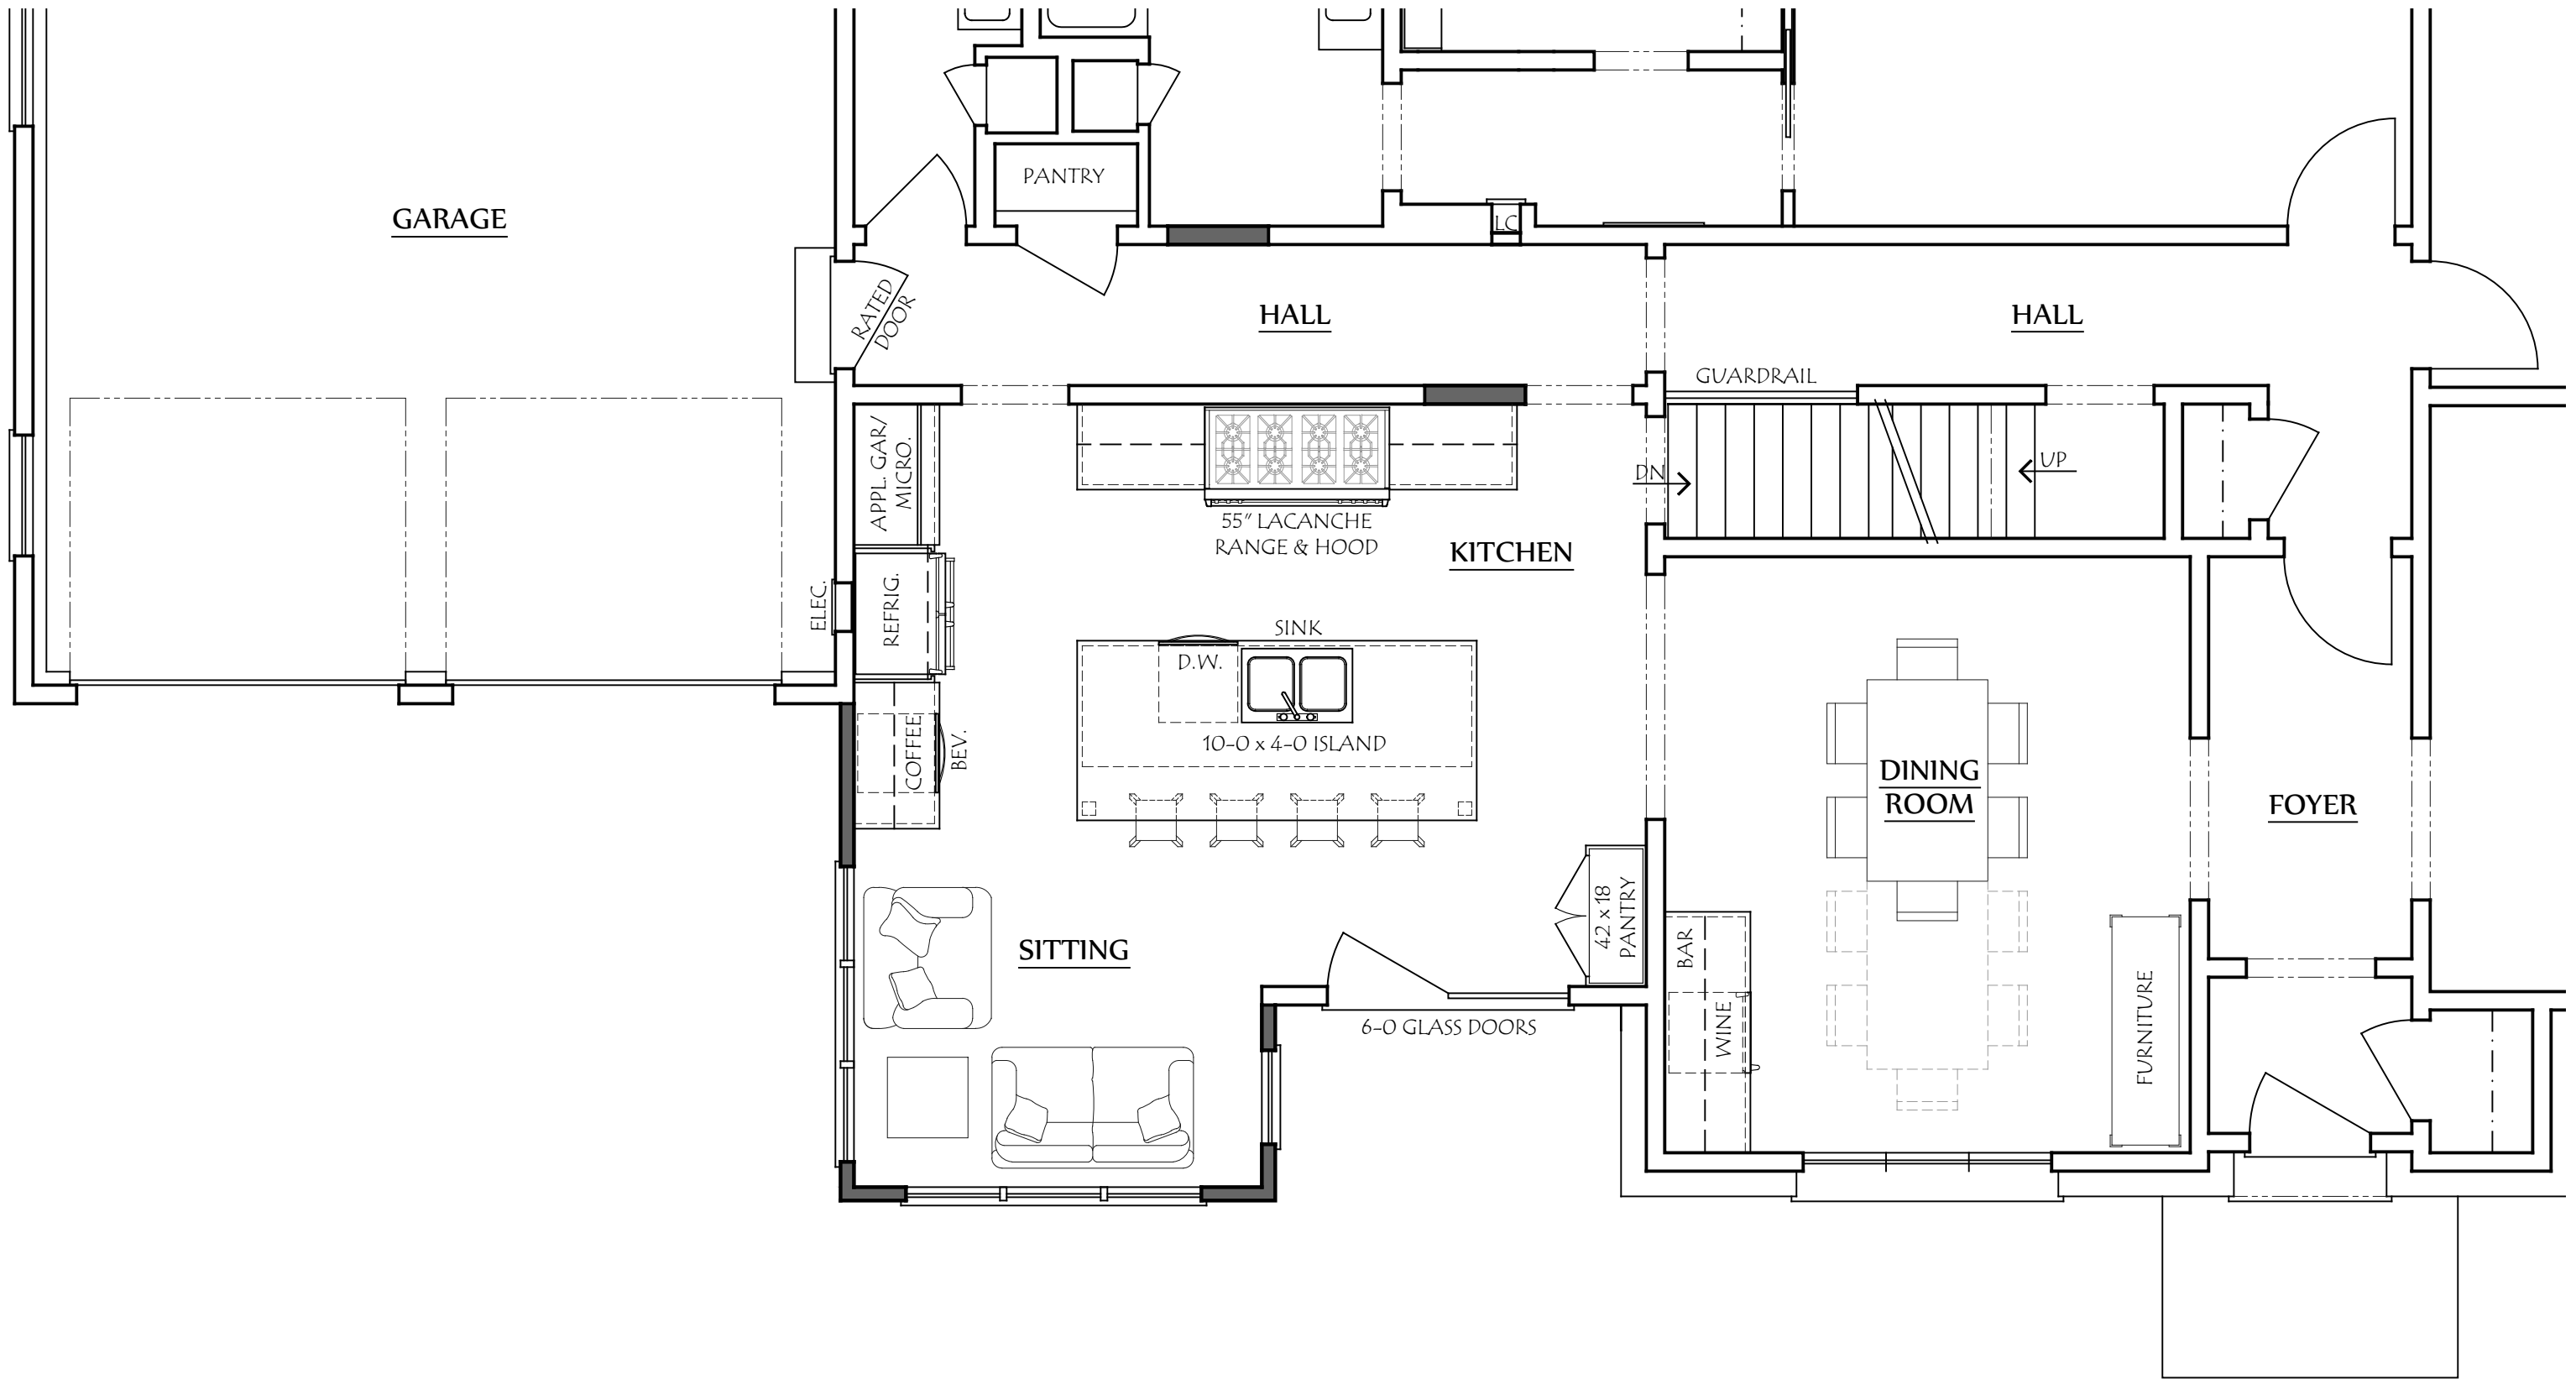 PANTRY
GARAGE
LC
RATED
DOOR
HALL
HALL
GUARDRAIL
APPL. GAR/
MICRO.
DN
UP
55" LACANCHE
RANGE & HOOD
KITCHEN
ELEC.
REFRIG.
SINK
D.W.
COFFEE
BEV.
10-0 x 4-0 ISLAND
DINING
ROOM
FOYER
42 x 18
PANTRY
SITTING
BAR
WINE
FURNITURE
6-0 GLASS DOORS